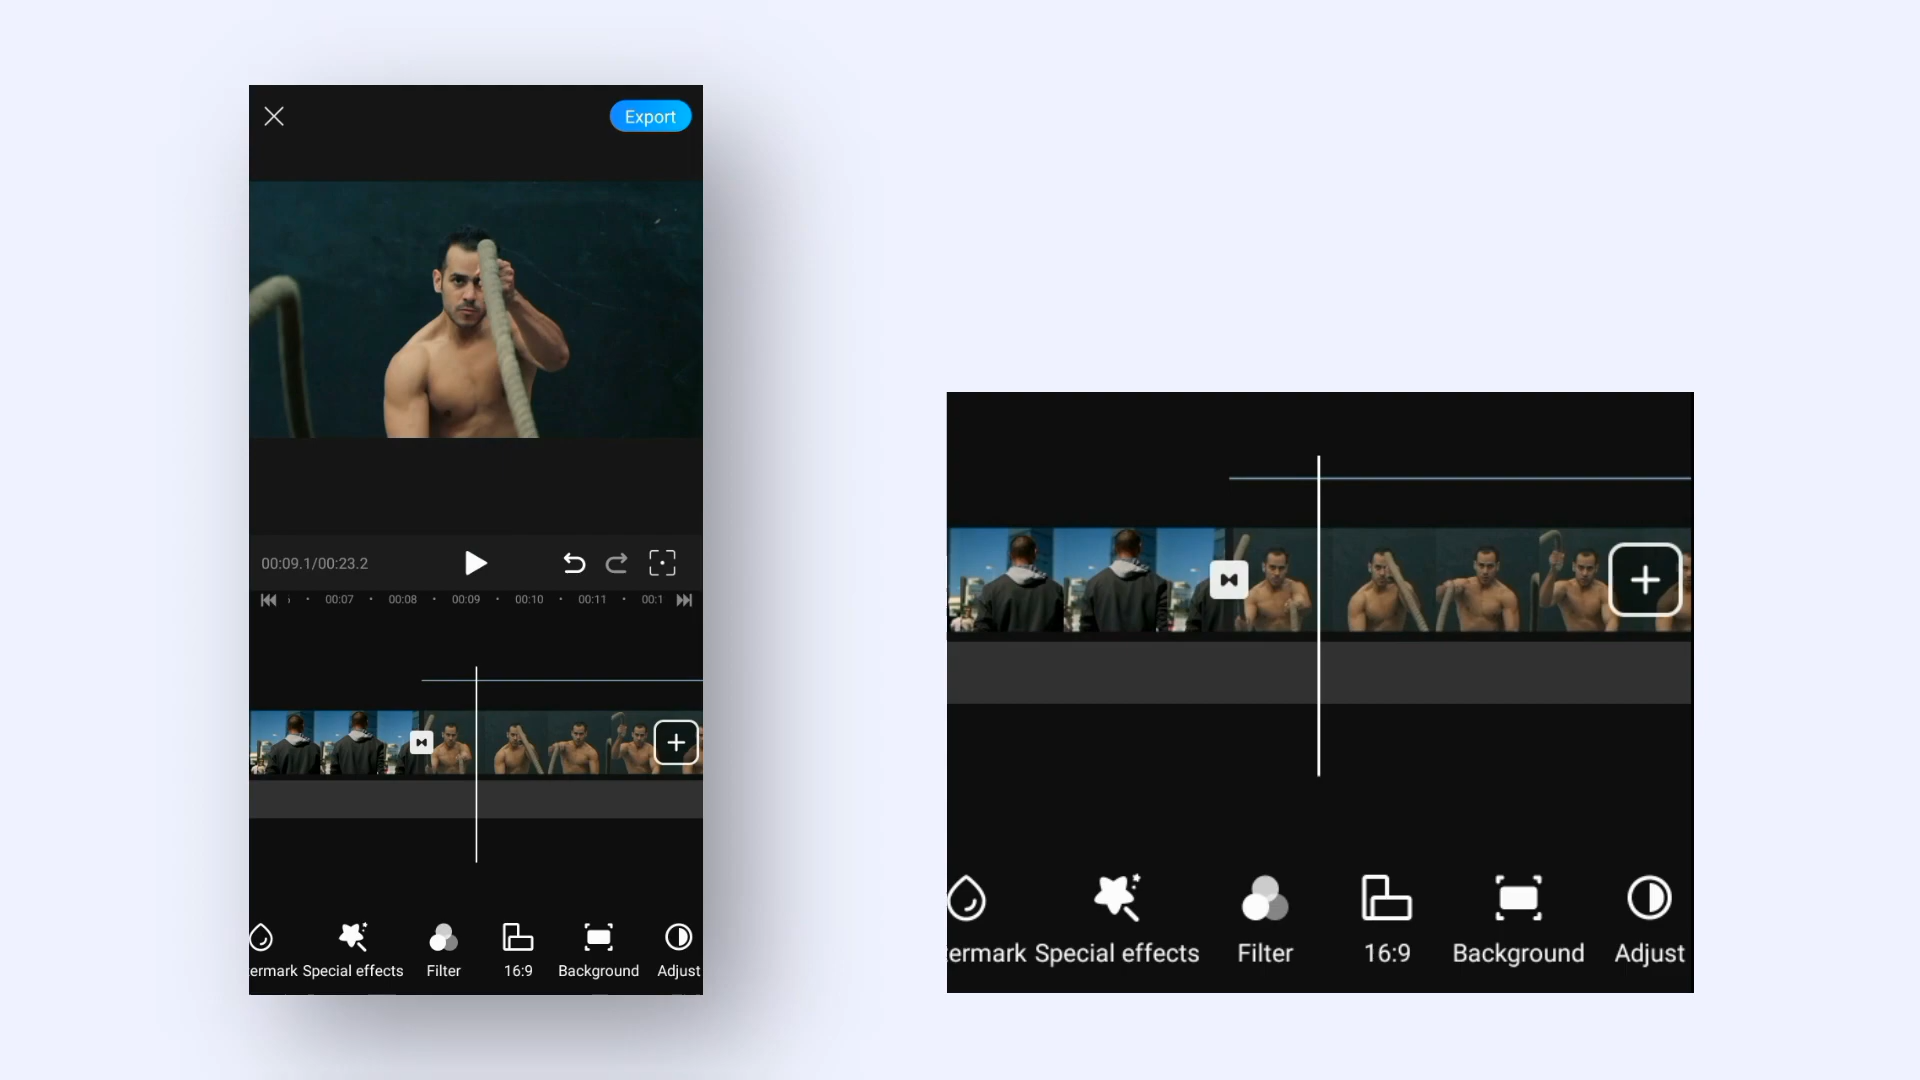 Export
00:09.1/00:23.2
00:07 00:08 00:09 00:10 00:11 00:1
ermark Special effects Filter 16:9 Background Adjust
ermark Special effects Filter 16:9 Background Adjust